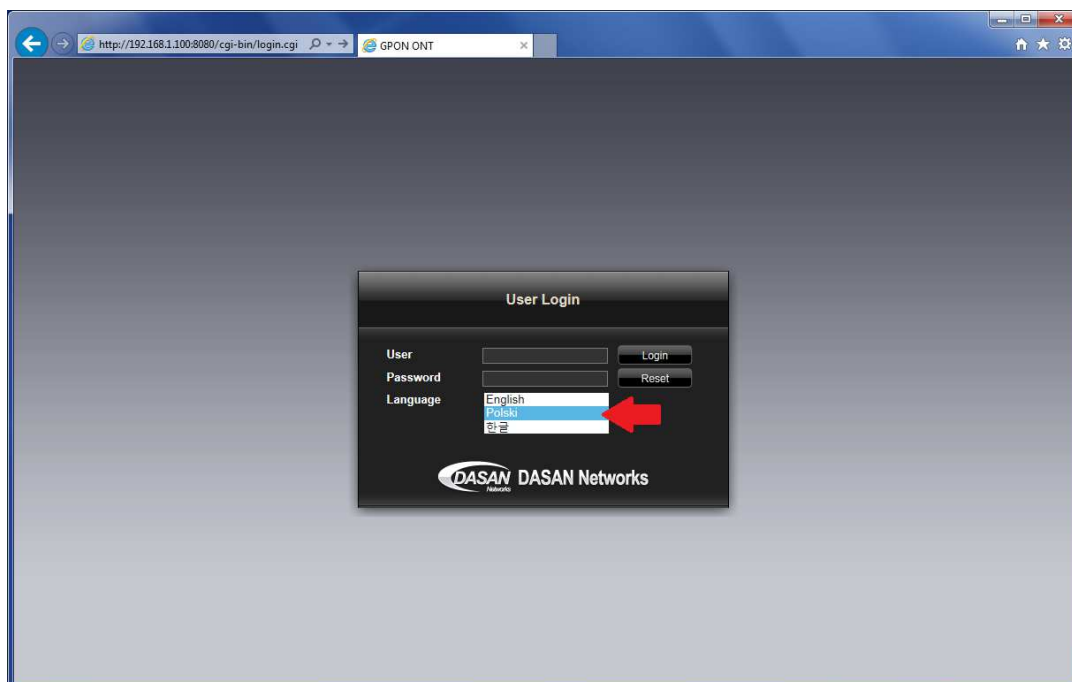 http://192.168.1.100:8080/cgi-bin/login.cgi GPON ONT
User Login
User Login
Password Reset
Language English
Polski
한글
DASAN Networks DASAN Networks